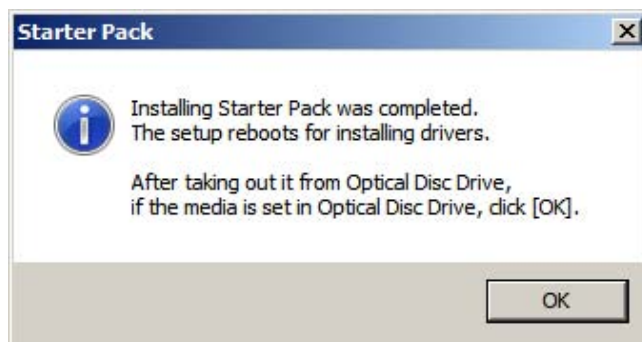 Starter Pack
Installing Starter Pack was completed.
The setup reboots for installing drivers.
After taking out it from Optical Disc Drive,
if the media is set in Optical Disc Drive, click [OK].
OK